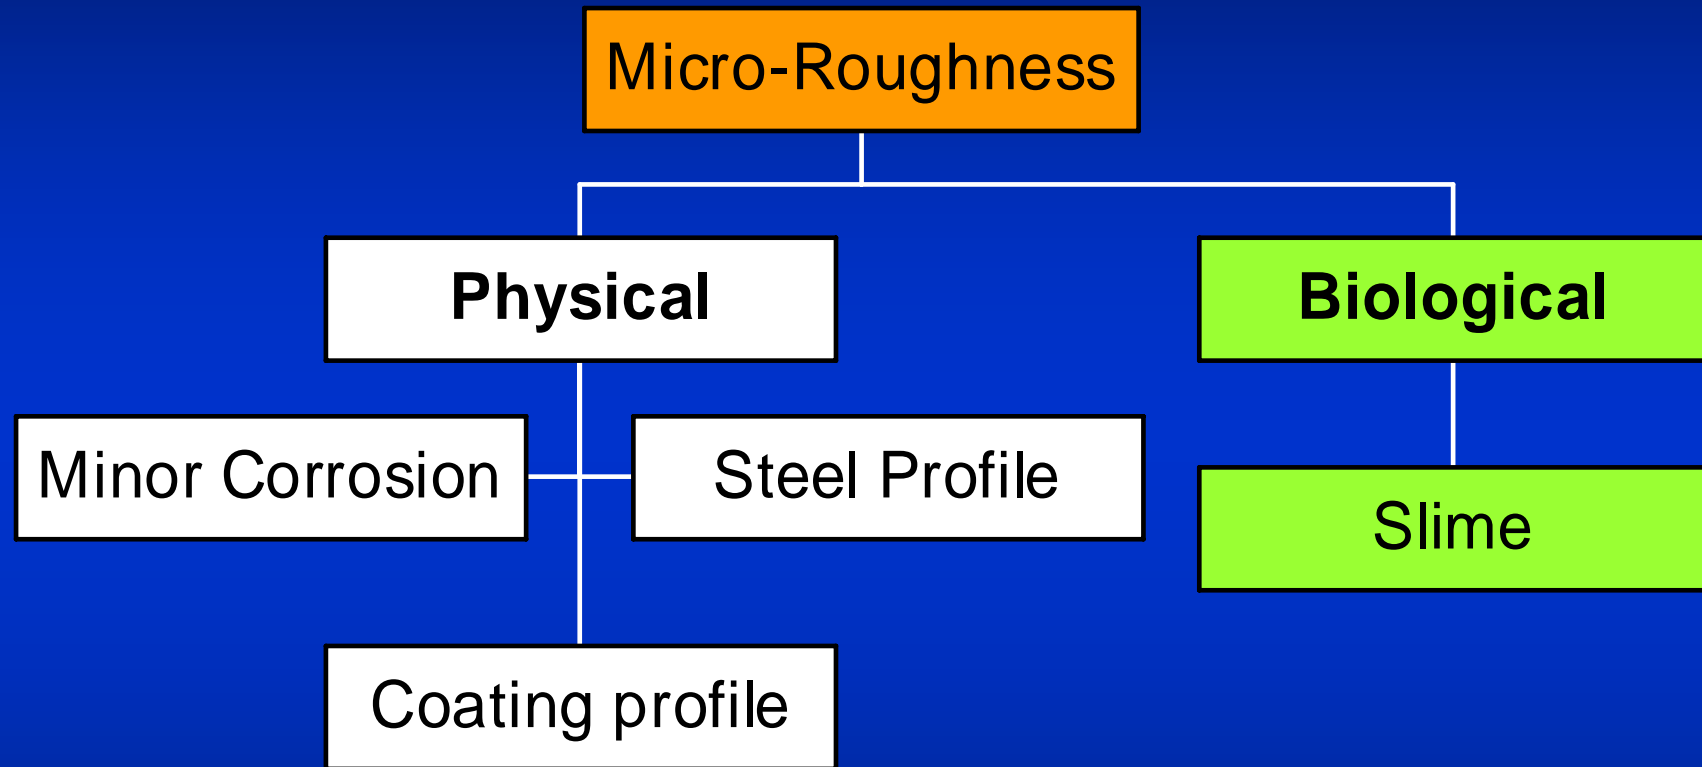 Micro-Roughness
Physical
Biological
Minor Corrosion
Steel Profile
Slime
Coating profile